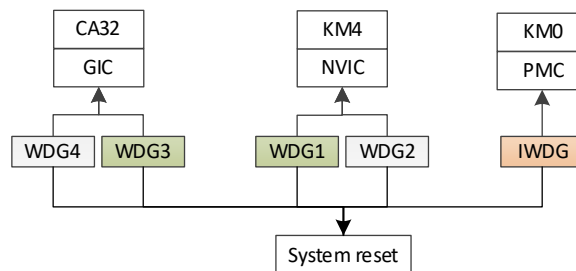 CA32
GIC
KM4
NVIC
KM0
PMC
WDG4
WDG3
WDG1
WDG2
IWDG
System reset